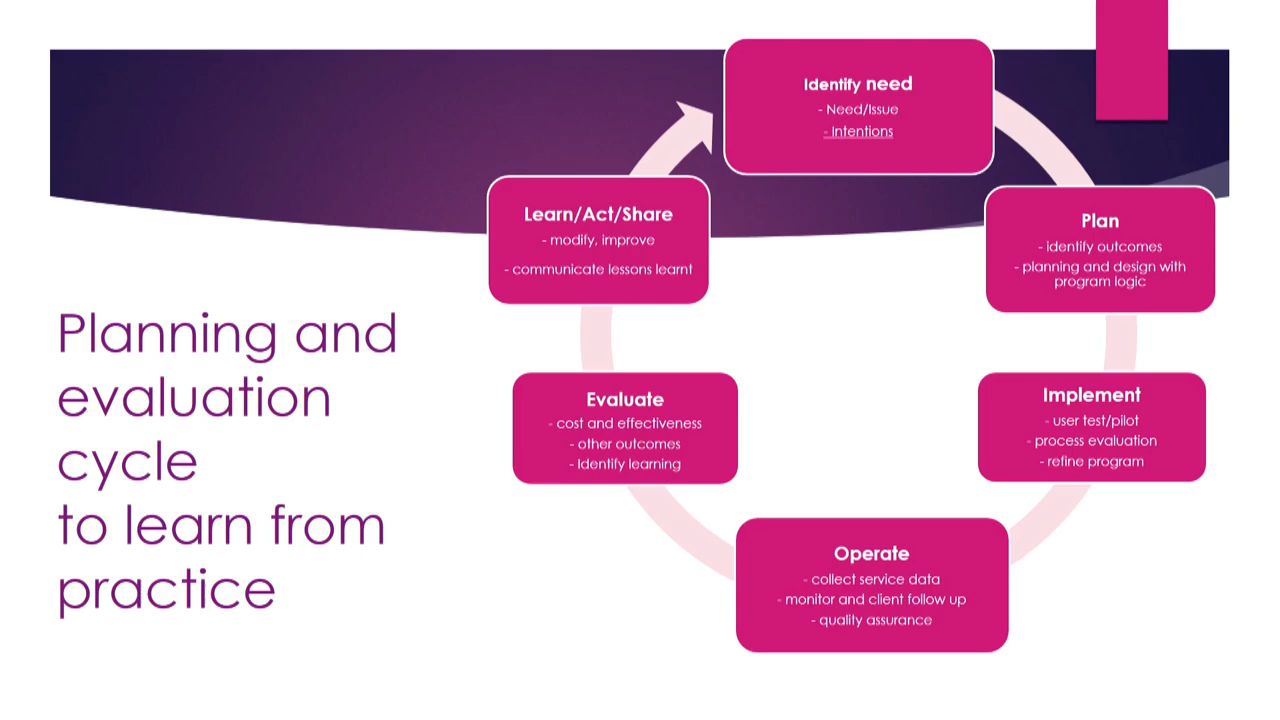 Planning and
evaluation
cycle
to learn from
practice
Identify need
- Need/Issue
- Intentions
Plan
- identify outcomes
- planning and design with
program logic
Implement
- user test/pilot
- process evaluation
- refine program
Operate
- collect service data
- monitor and client follow up
- quality assurance
Evaluate
- cost and effectiveness
- other outcomes
- Identify learning
Learn/Act/Share
- modify, improve
- communicate lessons learnt